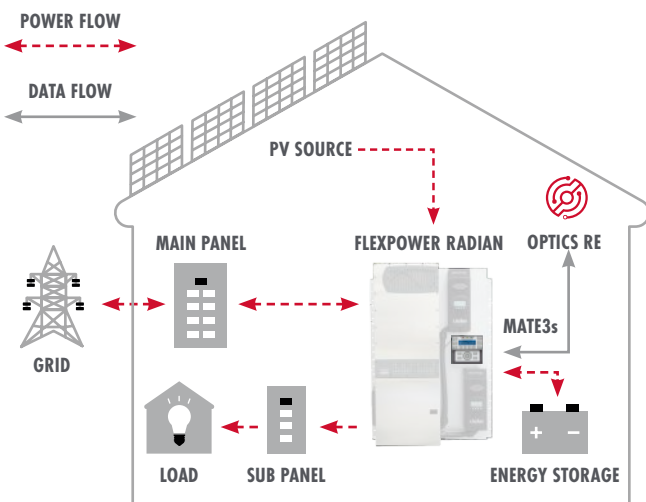 POWER FLOW
DATA FLOW
PV SOURCE
MAIN PANEL
FLEXPOWER RADIAN
OPTICS RE
MATE3s
GRID
LOAD
SUB PANEL
+ −
ENERGY STORAGE